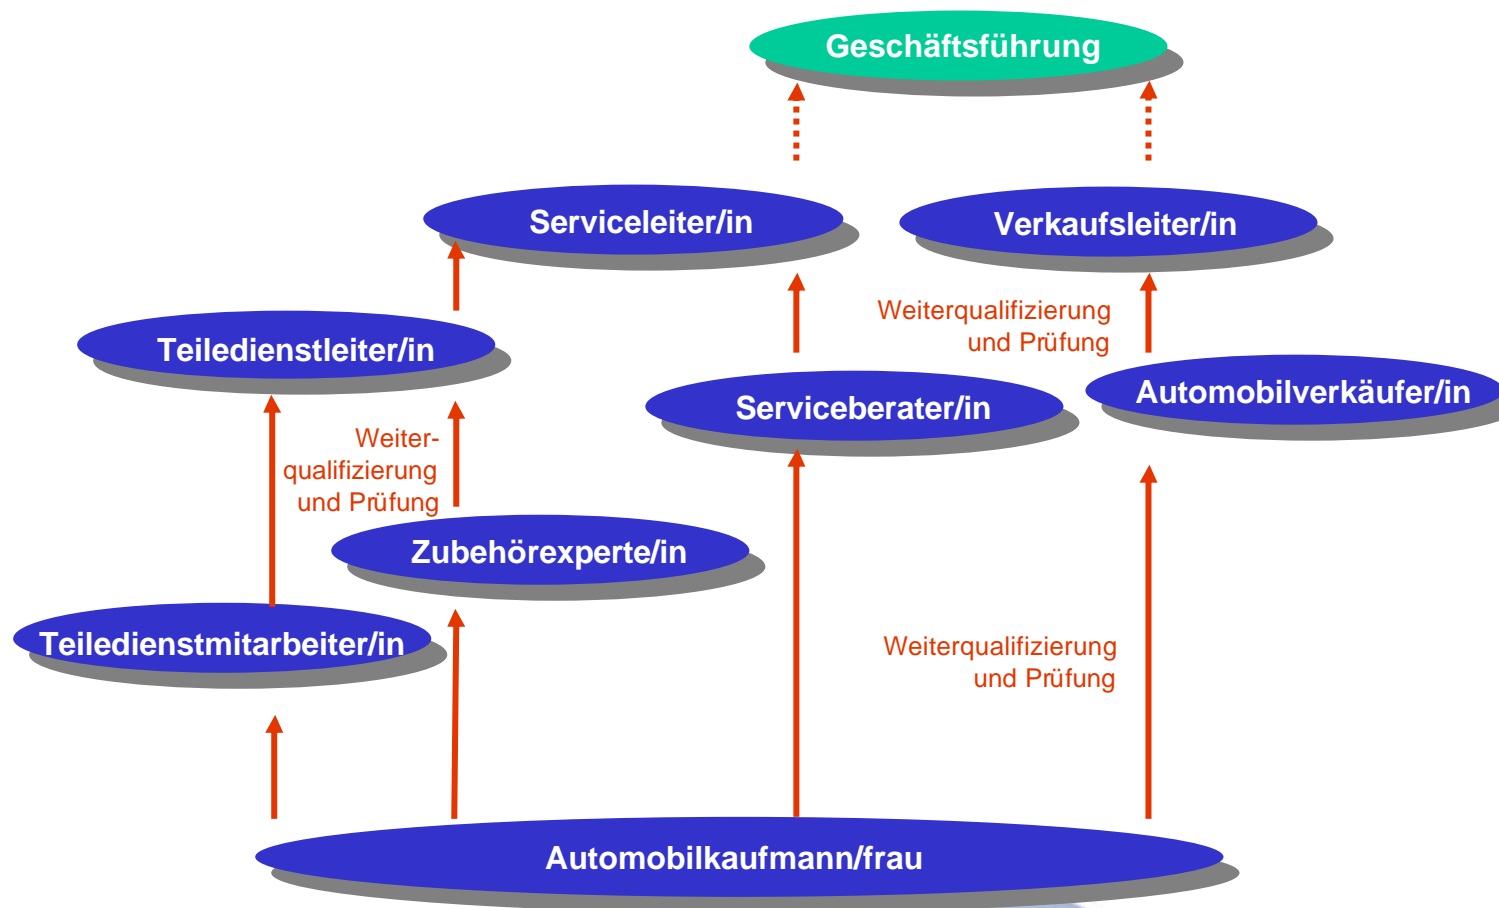 Geschäftsführung
Serviceleiter/in
Verkaufsleiter/in
Weiterqualifizierung
und Prüfung
Teiledienstleiter/in
Automobilverkäufer/in
Serviceberater/in
Weiter-
qualifizierung
und Prüfung
Zubehörexperte/in
Teiledienstmitarbeiter/in
Weiterqualifizierung
und Prüfung
Automobilkaufmann/frau